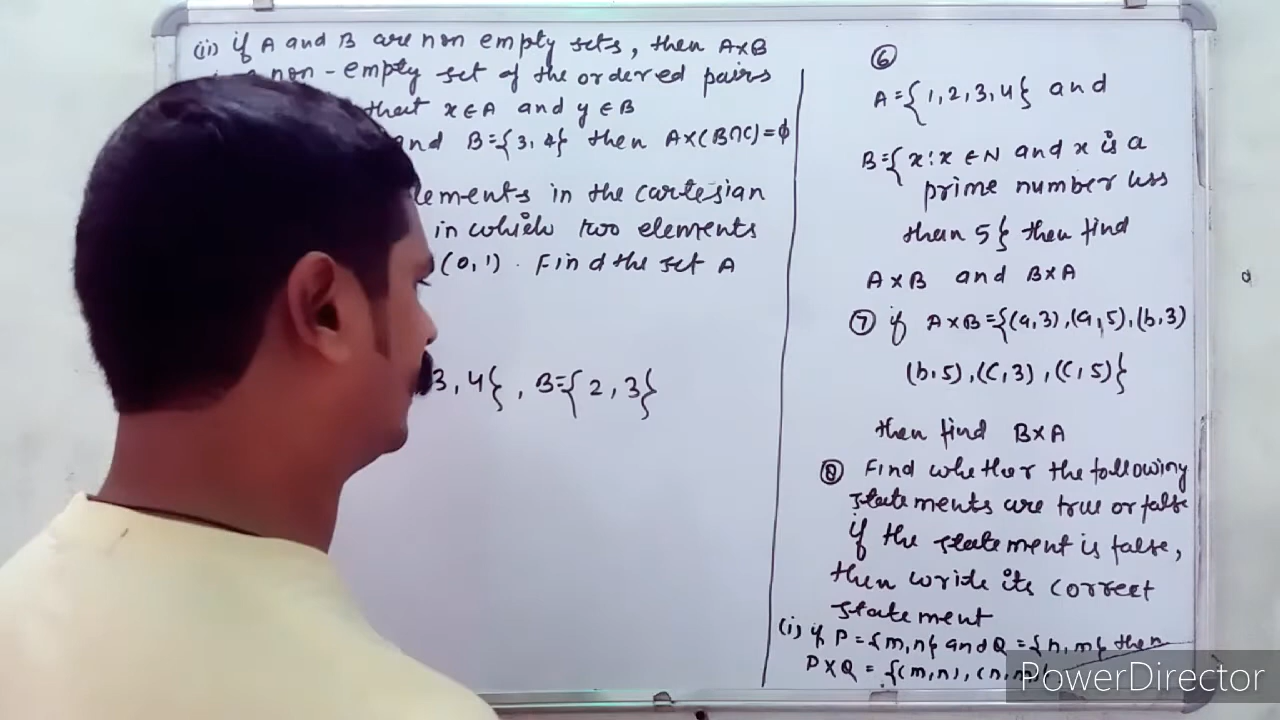 (ii) if A and B are non empty sets, then A×B
non-empty set of the ordered pairs
that x∈A and y∈B
and B={3,4} then A×(B∩C)=ϕ
lements in the cartesian
in which two elements
(0,1). Find the set A
3,4}, B={2,3}
⑥
A={1,2,3,4} and
B={x:x∈N and x is a
prime number less
than 5} then find
A×B and B×A
⑦ if A×B={(a,3),(a,5),(b,3)
(b,5),(c,3),(c,5)}
then find B×A
⑧ Find whether the following
statements are true or false
if the statement is false,
then write its correct
statement
(i) if P={m,n} and Q={n,m} then
P×Q = {(m,n),(n,m)
PowerDirector